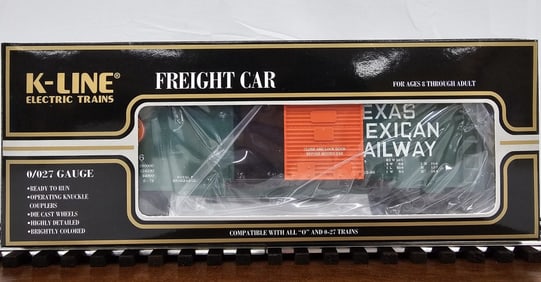 K-LINE®
ELECTRIC TRAINS
FREIGHT CAR
FOR AGES 8 THROUGH ADULT
EXAS
EXICAN
AILWAY
0/027 GAUGE
•READY TO RUN
•OPERATING KNUCKLE
COUPLERS
•DIE CAST WHEELS
•HIGHLY DETAILED
•BRIGHTLY COLORED
COMPATIBLE WITH ALL "O" AND 0-27 TRAINS